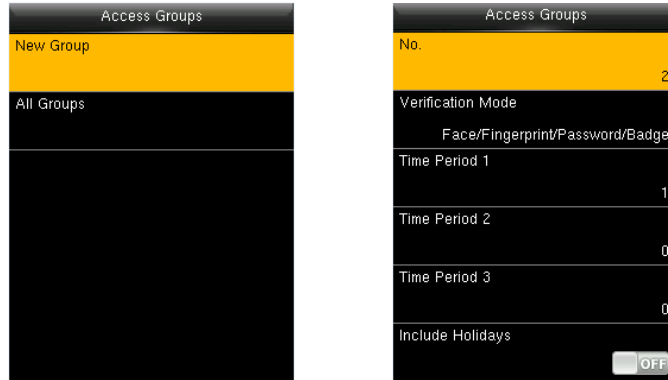 Access Groups
New Group
All Groups
Access Groups
No.
2
Verification Mode
Face/Fingerprint/Password/Badge
Time Period 1
1
Time Period 2
0
Time Period 3
0
Include Holidays
OFF